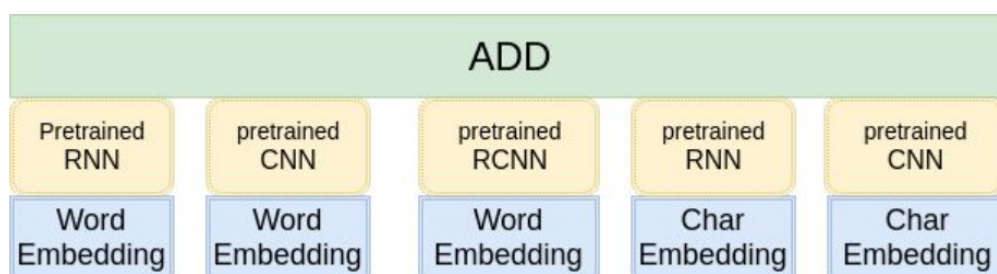 ADD
Pretrained
RNN
pretrained
CNN
pretrained
RCNN
pretrained
RNN
pretrained
CNN
Word
Embedding
Word
Embedding
Word
Embedding
Char
Embedding
Char
Embedding